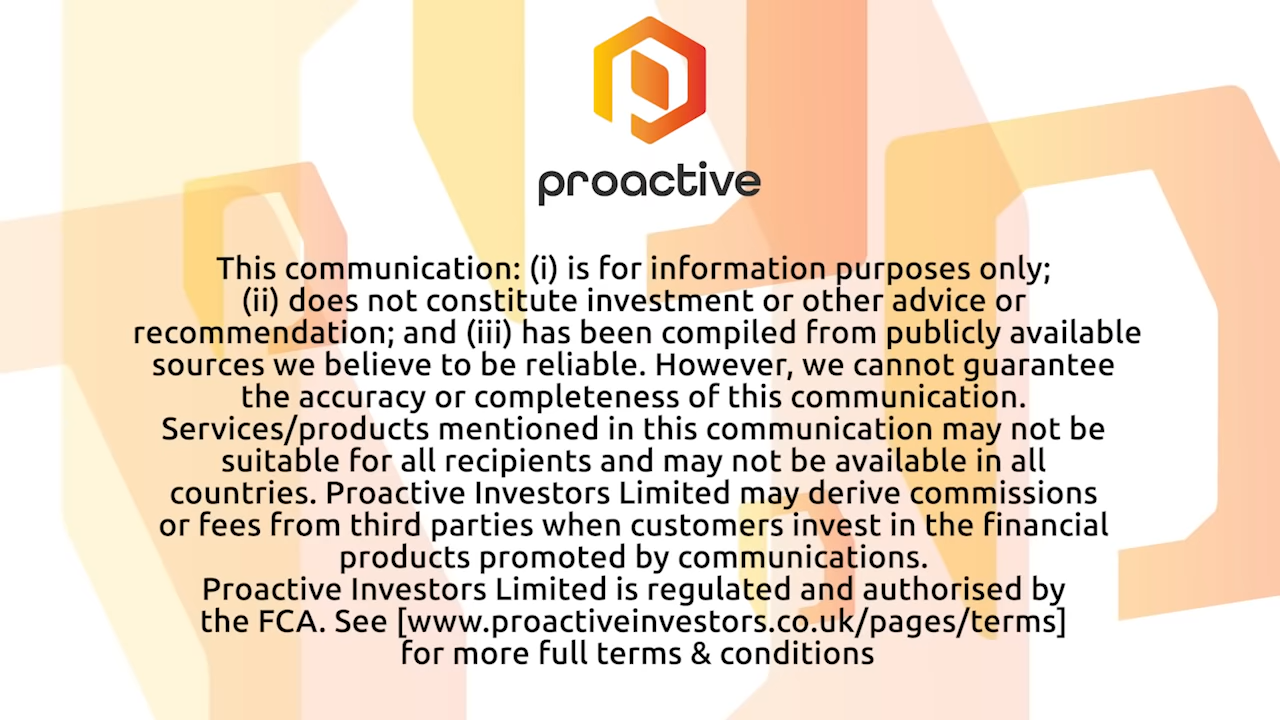 proactive
This communication: (i) is for information purposes only;
(ii) does not constitute investment or other advice or
recommendation; and (iii) has been compiled from publicly available
sources we believe to be reliable. However, we cannot guarantee
the accuracy or completeness of this communication.
Services/products mentioned in this communication may not be
suitable for all recipients and may not be available in all
countries. Proactive Investors Limited may derive commissions
or fees from third parties when customers invest in the financial
products promoted by communications.
Proactive Investors Limited is regulated and authorised by
the FCA. See [www.proactiveinvestors.co.uk/pages/terms]
for more full terms & conditions